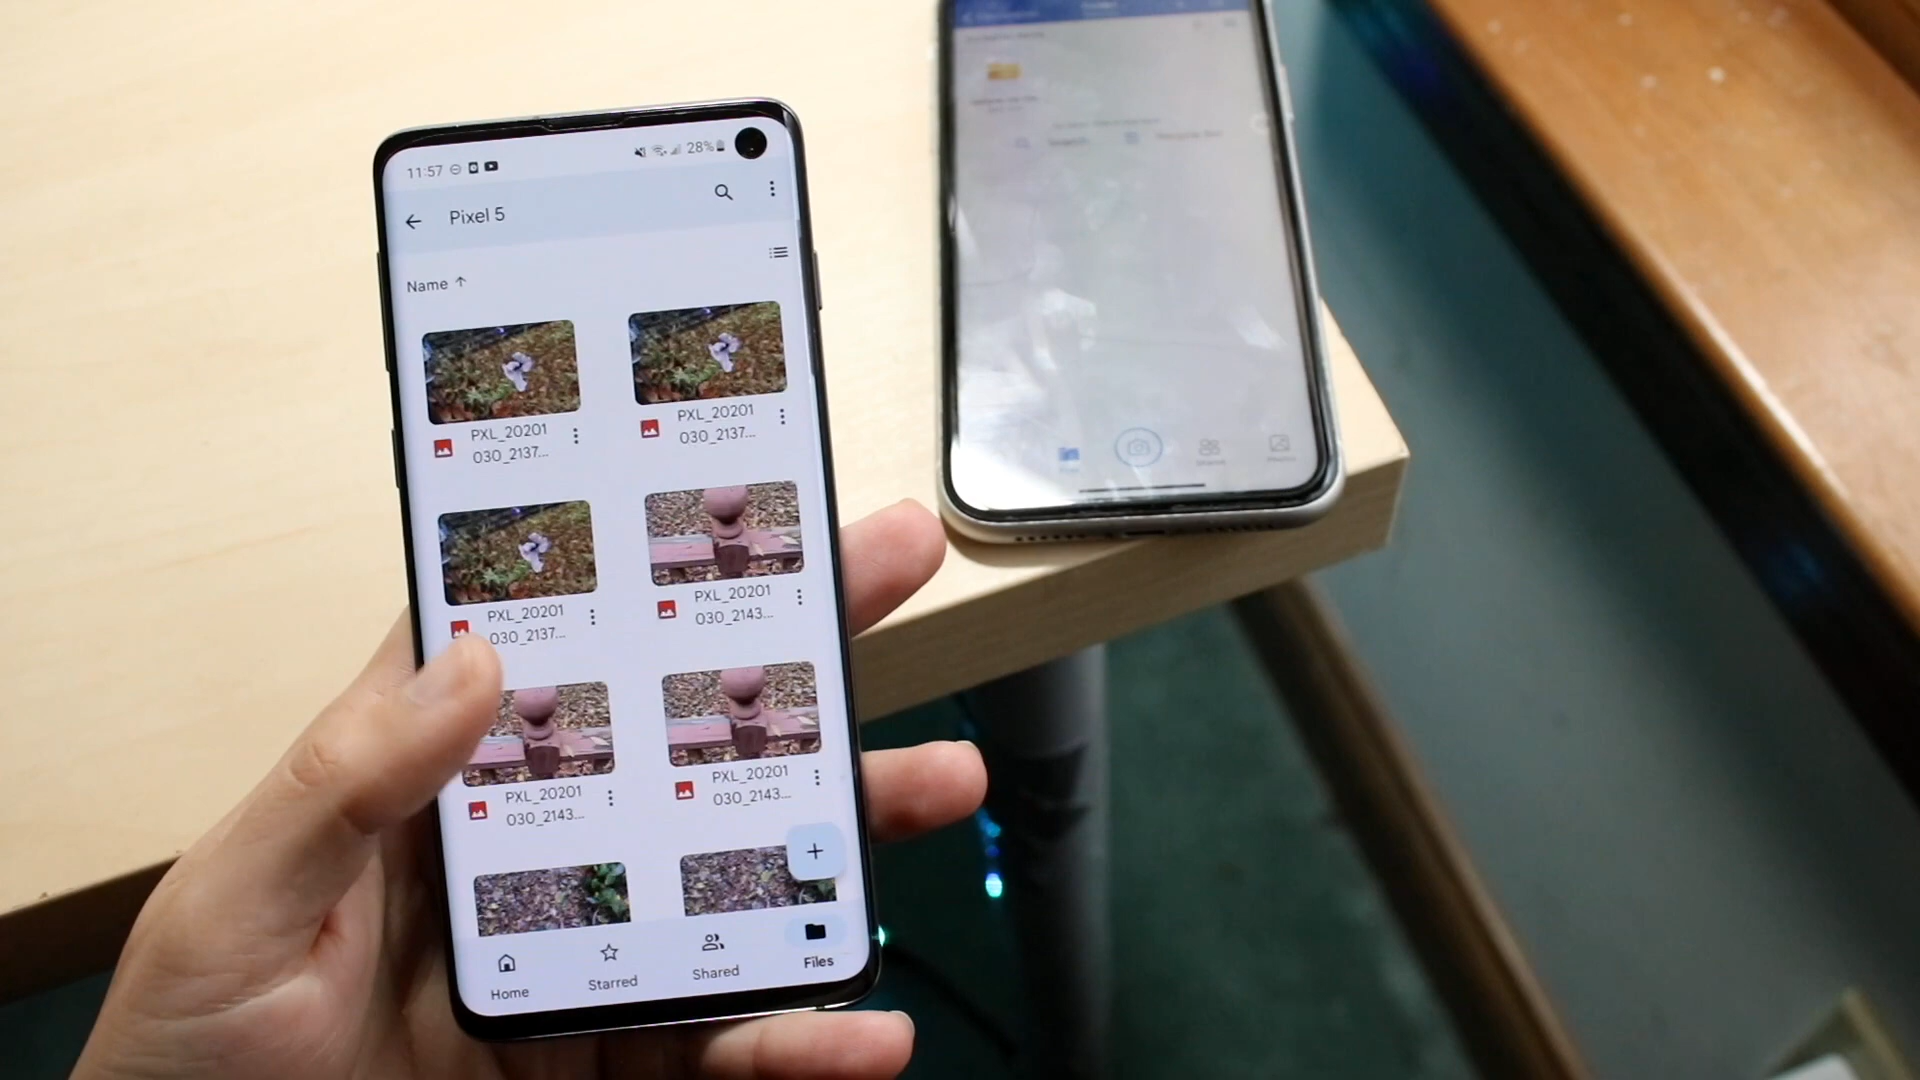 11:57
28%
Pixel 5
Name ↑
PXL_20201
030_2137...
PXL_20201
030_2137...
PXL_20201
030_2137...
PXL_20201
030_2143...
PXL_20201
030_2143...
PXL_20201
030_2143...
Home
Starred
Shared
Files